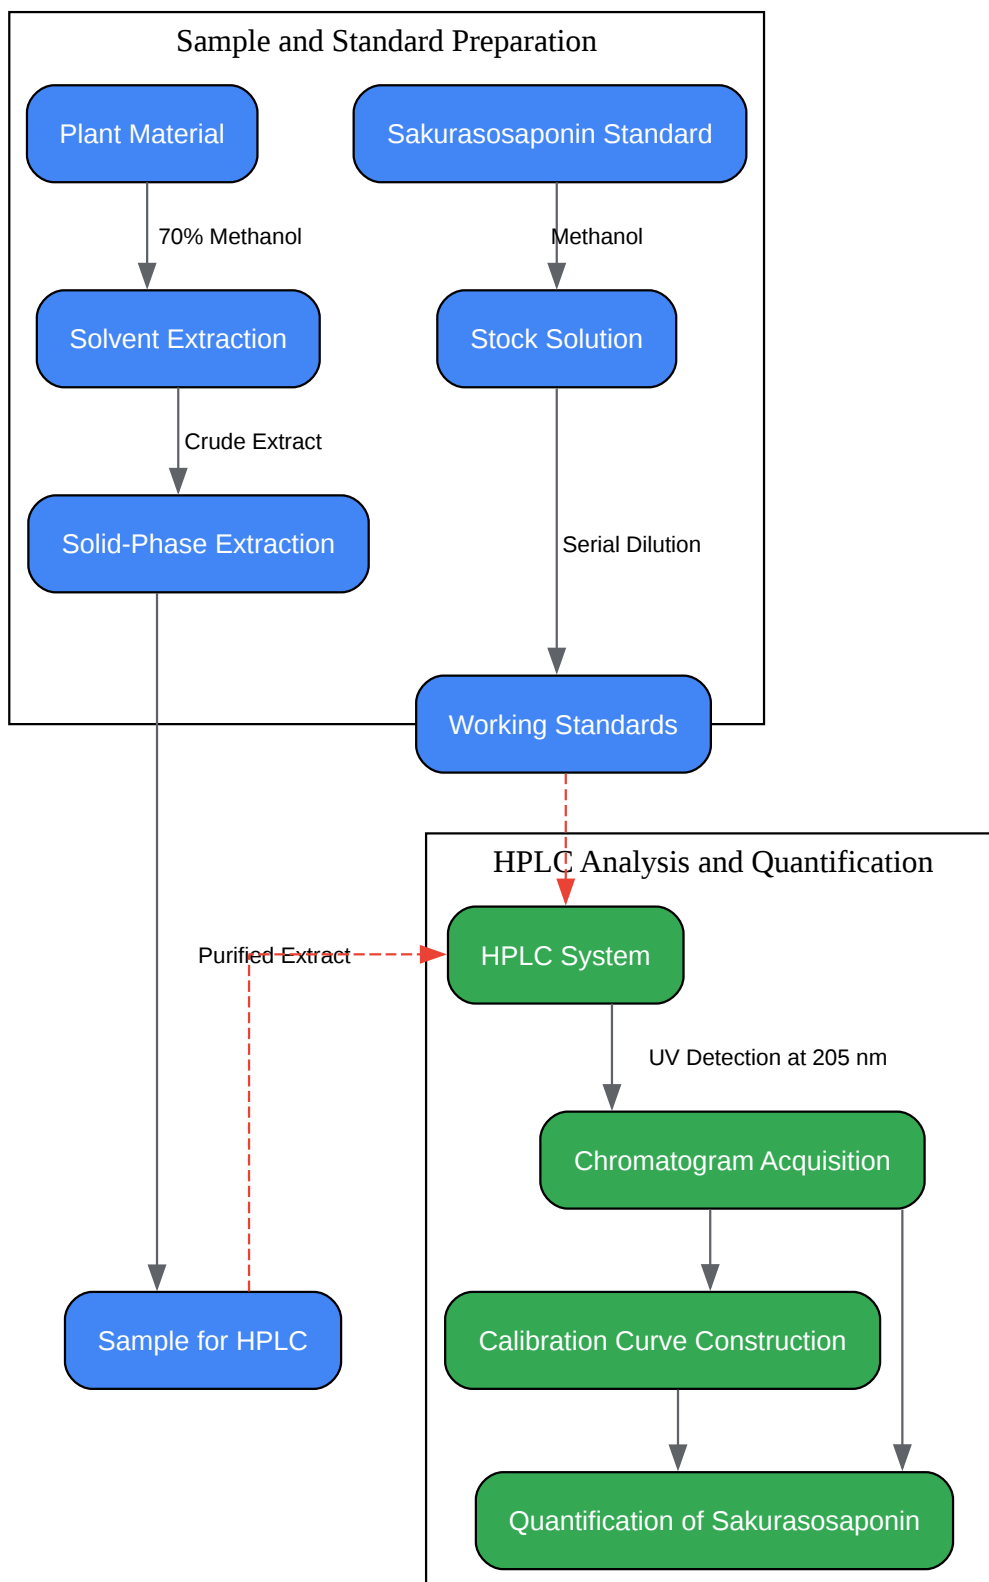 Sample and Standard Preparation
Plant Material
Sakurasosaponin Standard
70% Methanol
Methanol
Solvent Extraction
Stock Solution
Crude Extract
Solid-Phase Extraction
Serial Dilution
Working Standards
HPLC Analysis and Quantification
Purified Extract
HPLC System
UV Detection at 205 nm
Chromatogram Acquisition
Sample for HPLC
Calibration Curve Construction
Quantification of Sakurasosaponin